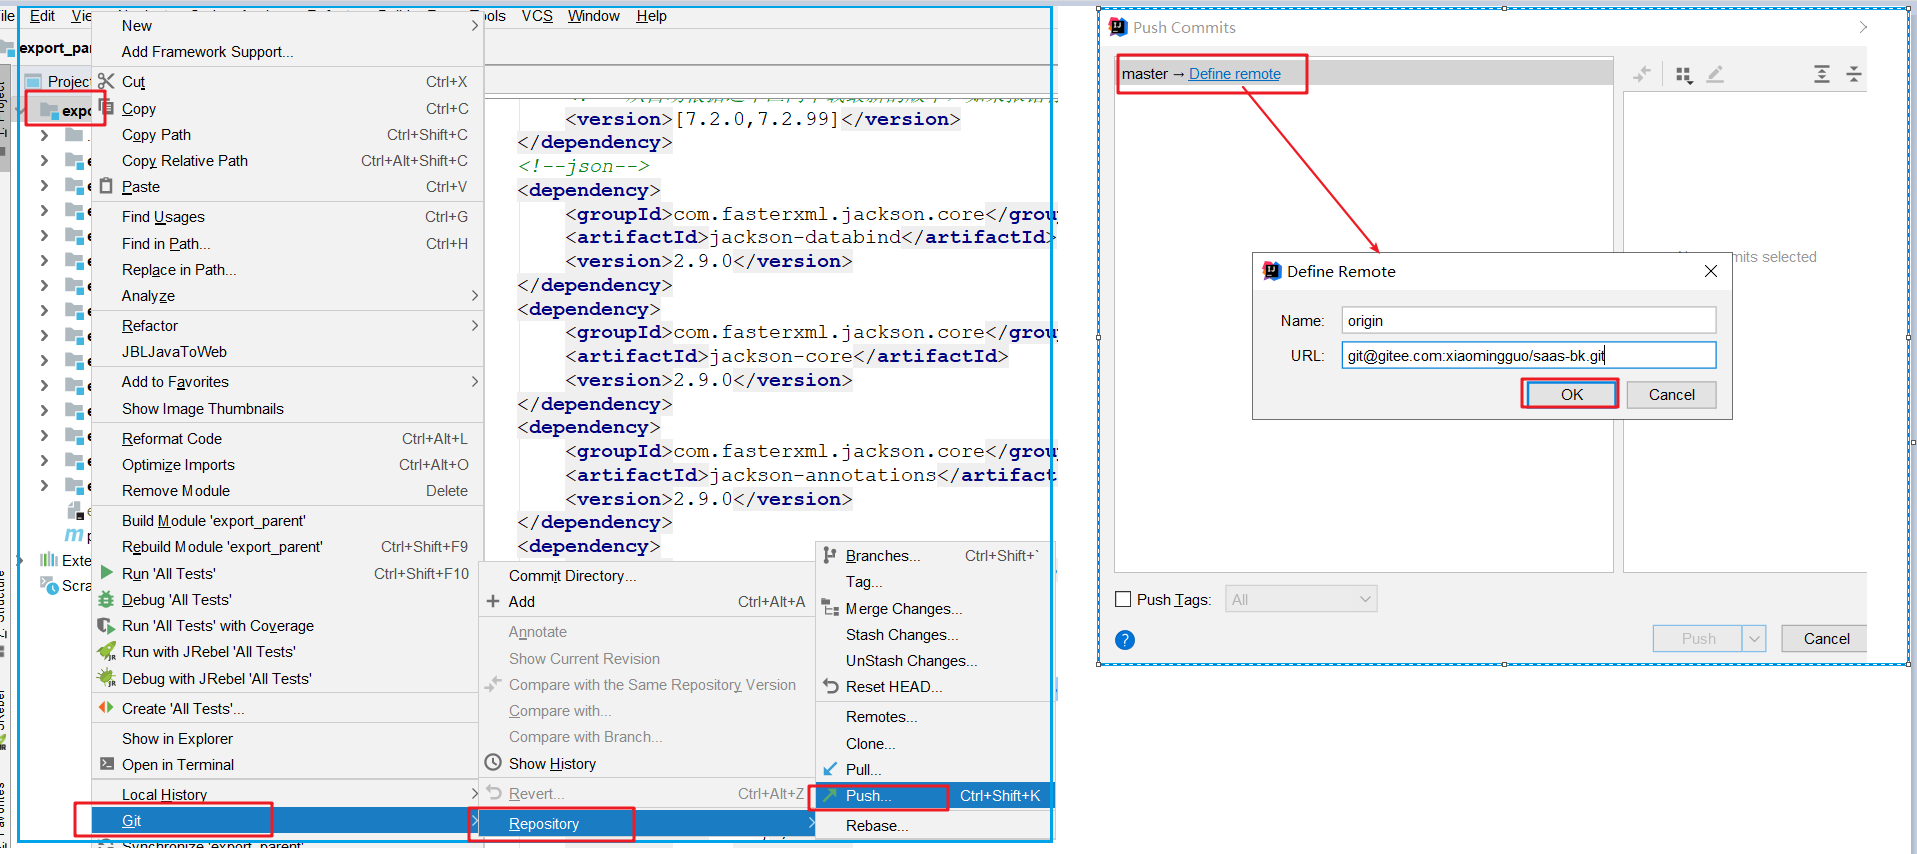 Edit
ools VCS Window Help
export_par
Project
expo
Exte
Scra
New
Add Framework Support...
Cut Ctrl+X
Copy Ctrl+C
Copy Path Ctrl+Shift+C
Copy Relative Path Ctrl+Alt+Shift+C
Paste Ctrl+V
Find Usages Ctrl+G
Find in Path... Ctrl+H
Replace in Path...
Analyze
Refactor
JBLJavaToWeb
Add to Favorites
Show Image Thumbnails
Reformat Code Ctrl+Alt+L
Optimize Imports Ctrl+Alt+O
Remove Module Delete
Build Module 'export_parent'
Rebuild Module 'export_parent' Ctrl+Shift+F9
Run 'All Tests' Ctrl+Shift+F10
Debug 'All Tests'
Run 'All Tests' with Coverage
Run with JRebel 'All Tests'
Debug with JRebel 'All Tests'
Create 'All Tests'...
Show in Explorer
Open in Terminal
Local History
Git
Synchronize 'export_parent'
<version>[7.2.0,7.2.99]</version>
</dependency>
<!--json-->
<dependency>
<groupId>com.fasterxml.jackson.core</grou
<artifactId>jackson-databind</artifactId>
<version>2.9.0</version>
</dependency>
<dependency>
<groupId>com.fasterxml.jackson.core</grou
<artifactId>jackson-core</artifactId>
<version>2.9.0</version>
</dependency>
<dependency>
<groupId>com.fasterxml.jackson.core</grou
<artifactId>jackson-annotations</artifact
<version>2.9.0</version>
</dependency>
<dependency>
Commit Directory...
Add Ctrl+Alt+A
Annotate
Show Current Revision
Compare with the Same Repository Version
Compare with...
Compare with Branch...
Show History
Revert... Ctrl+Alt+Z
Repository
Branches... Ctrl+Shift+`
Tag...
Merge Changes...
Stash Changes...
UnStash Changes...
Reset HEAD...
Remotes...
Clone...
Pull...
Push... Ctrl+Shift+K
Rebase...
Push Commits
master → Define remote
mits selected
Define Remote
Name: origin
URL: git@gitee.com:xiaomingguo/saas-bk.git
OK Cancel
Push Tags: All
? Push Cancel